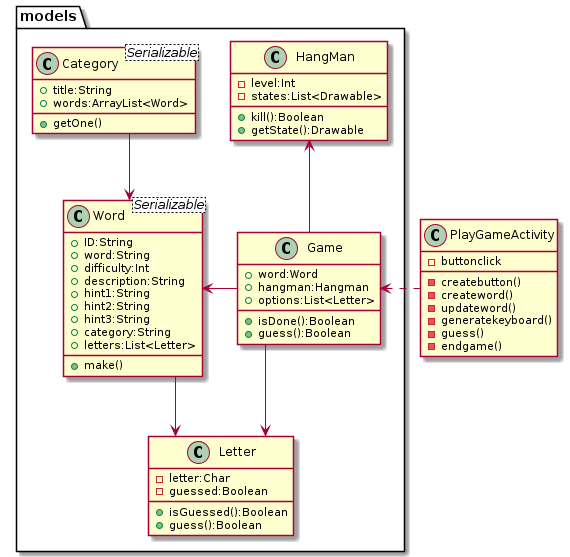 models
Serializable
C Category
title:String
words:ArrayList<Word>
getOne()
C HangMan
level:Int
states:List<Drawable>
kill():Boolean
getState():Drawable
Serializable
C Word
ID:String
word:String
difficulty:Int
description:String
hint1:String
hint2:String
hint3:String
category:String
letters:List<Letter>
make()
C Game
word:Word
hangman:Hangman
options:List<Letter>
isDone():Boolean
guess():Boolean
C PlayGameActivity
buttonclick
createbutton()
createword()
updateword()
generatekeyboard()
guess()
endgame()
C Letter
letter:Char
guessed:Boolean
isGuessed():Boolean
guess():Boolean